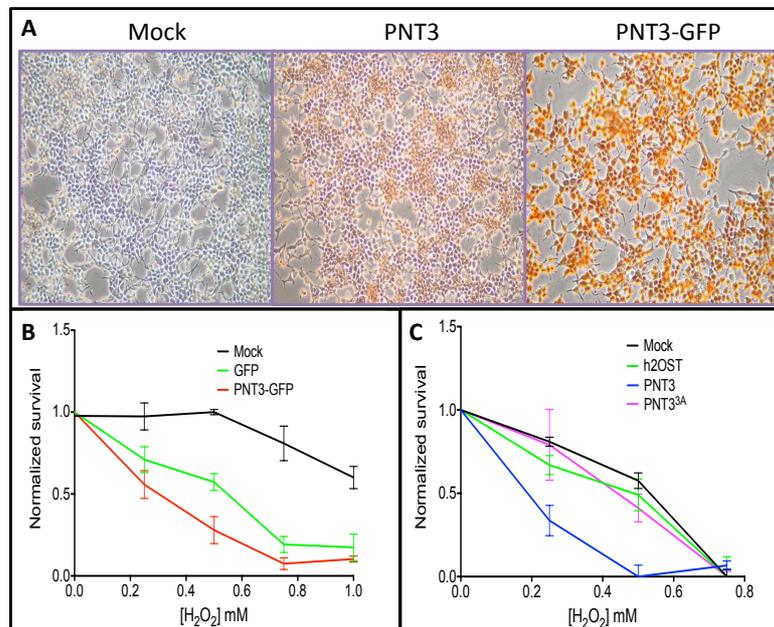 A
Mock
PNT3
PNT3-GFP
B
1.5
1.0
0.5
0.0
Normalized survival
Mock
GFP
PNT3-GFP
0.0
0.2
0.4
0.6
0.8
1.0
[H₂O₂] mM
C
1.5
1.0
0.5
0.0
Normalized survival
Mock
h2OST
PNT3
PNT3³ᴬ
0.0
0.2
0.4
0.6
0.8
[H₂O₂] mM